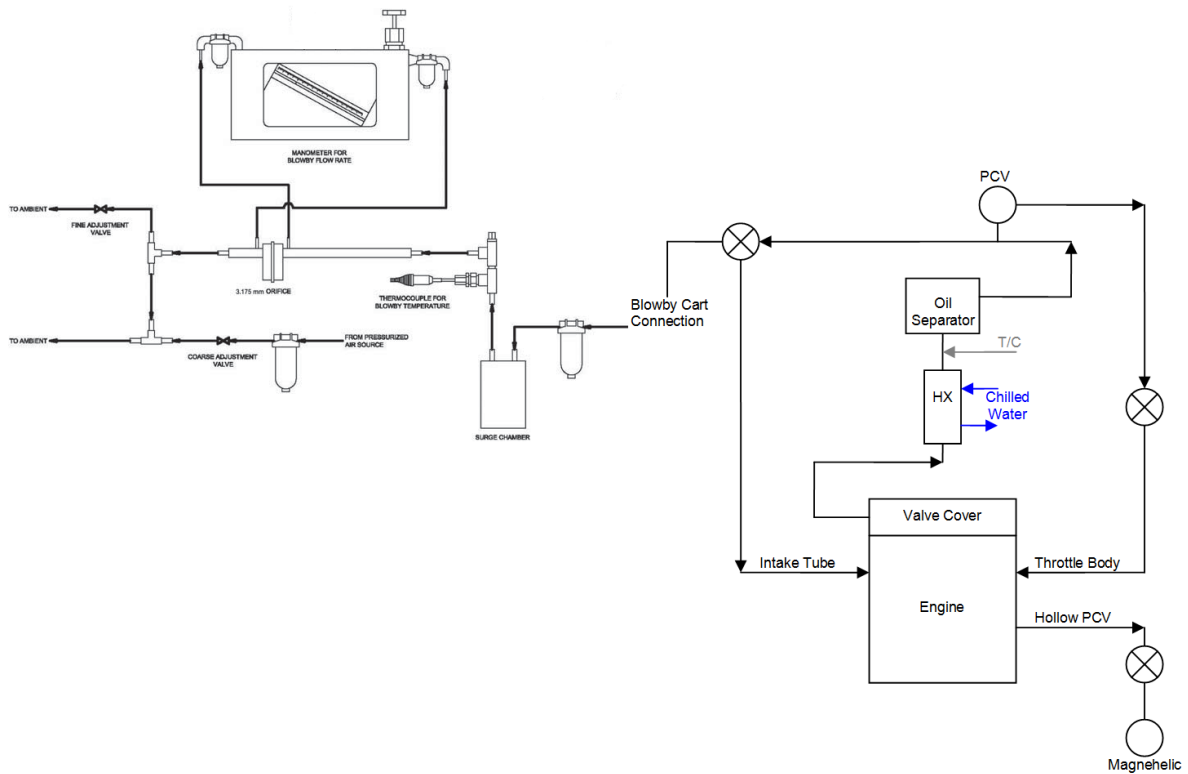 MANOMETER FOR
BLOWBY FLOW RATE
TO AMBIENT
FINE ADJUSTMENT
VALVE
3.175 mm ORIFICE
THERMOCOUPLE FOR
BLOWBY TEMPERATURE
TO AMBIENT
COARSE ADJUSTMENT
VALVE
FROM PRESSURIZED
AIR SOURCE
SURGE CHAMBER
PCV
Blowby Cart
Connection
Oil
Separator
T/C
HX
Chilled
Water
Valve Cover
Intake Tube
Throttle Body
Engine
Hollow PCV
Magnehelic